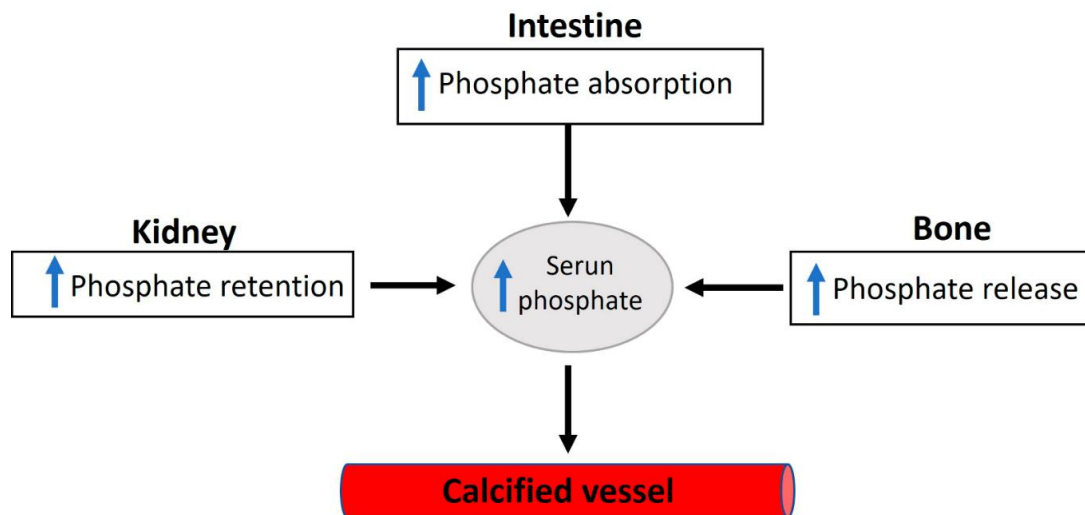 Intestine
Phosphate absorption
Kidney
Phosphate retention
Serun
phosphate
Bone
Phosphate release
Calcified vessel